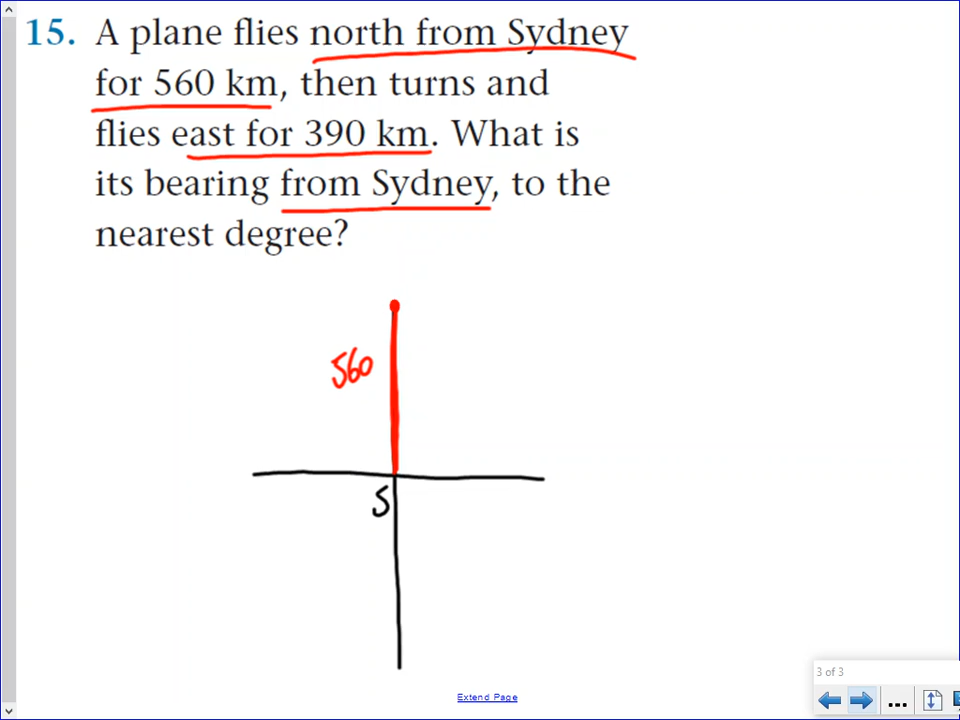 15. A plane flies north from Sydney
for 560 km, then turns and
flies east for 390 km. What is
its bearing from Sydney, to the
nearest degree?
560
S
3 of 3
...
Extend Page